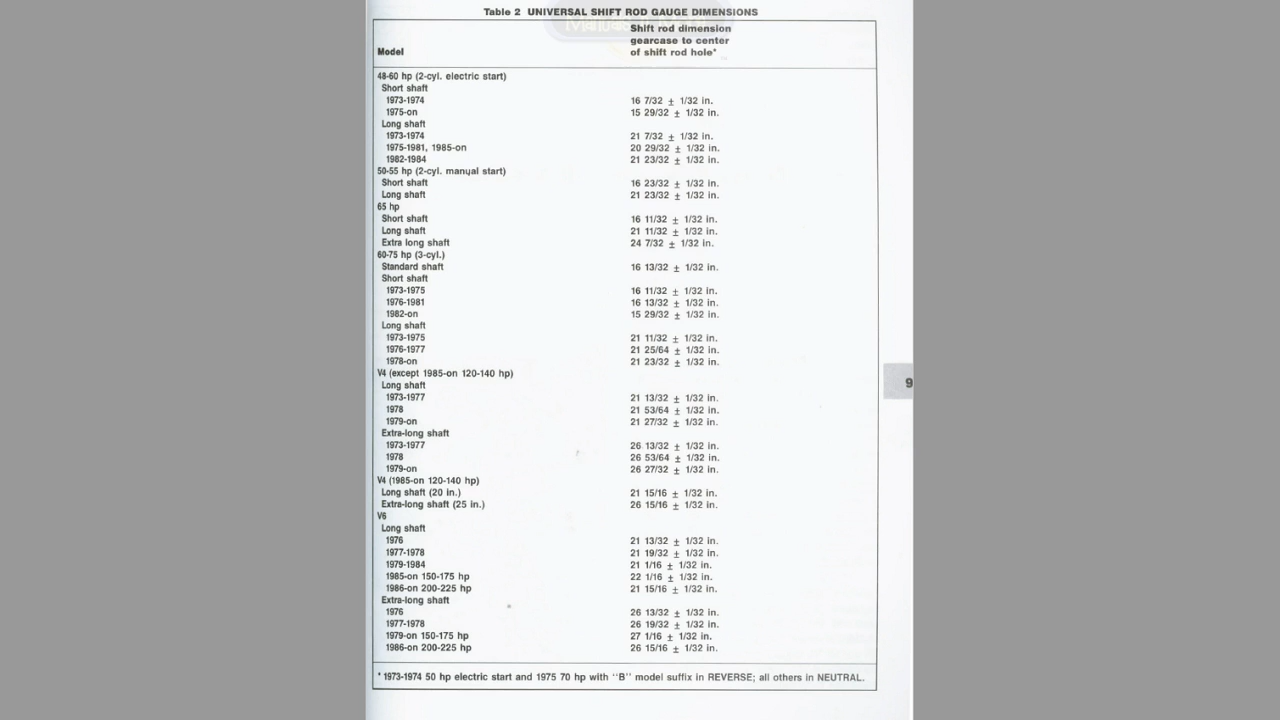 Table 2 UNIVERSAL SHIFT ROD GAUGE DIMENSIONS
Shift rod dimension
gearcase to center
Model of shift rod hole*
48-60 hp (2-cyl. electric start)
Short shaft
1973-1974 16 7/32 ± 1/32 in.
1975-on 15 29/32 ± 1/32 in.
Long shaft
1973-1974 21 7/32 ± 1/32 in.
1975-1981, 1985-on 20 29/32 ± 1/32 in.
1982-1984 21 23/32 ± 1/32 in.
50-55 hp (2-cyl. manual start)
Short shaft 16 23/32 ± 1/32 in.
Long shaft 21 23/32 ± 1/32 in.
65 hp
Short shaft 16 11/32 ± 1/32 in.
Long shaft 21 11/32 ± 1/32 in.
Extra long shaft 24 7/32 ± 1/32 in.
60-75 hp (3-cyl.)
Standard shaft 16 13/32 ± 1/32 in.
Short shaft
1973-1975 16 11/32 ± 1/32 in.
1976-1981 16 13/32 ± 1/32 in.
1982-on 15 29/32 ± 1/32 in.
Long shaft
1973-1975 21 11/32 ± 1/32 in.
1976-1977 21 25/64 ± 1/32 in.
1978-on 21 23/32 ± 1/32 in.
V4 (except 1985-on 120-140 hp)
Long shaft
1973-1977 21 13/32 ± 1/32 in.
1978 21 53/64 ± 1/32 in.
1979-on 21 27/32 ± 1/32 in.
Extra-long shaft
1973-1977 26 13/32 ± 1/32 in.
1978 26 53/64 ± 1/32 in.
1979-on 26 27/32 ± 1/32 in.
V4 (1985-on 120-140 hp)
Long shaft (20 in.) 21 15/16 ± 1/32 in.
Extra-long shaft (25 in.) 26 15/16 ± 1/32 in.
V6
Long shaft
1976 21 13/32 ± 1/32 in.
1977-1978 21 19/32 ± 1/32 in.
1979-1984 21 1/16 ± 1/32 in.
1985-on 150-175 hp 22 1/16 ± 1/32 in.
1986-on 200-225 hp 21 15/16 ± 1/32 in.
Extra-long shaft
1976 26 13/32 ± 1/32 in.
1977-1978 26 19/32 ± 1/32 in.
1979-on 150-175 hp 27 1/16 ± 1/32 in.
1986-on 200-225 hp 26 15/16 ± 1/32 in.
* 1973-1974 50 hp electric start and 1975 70 hp with "B" model suffix in REVERSE; all others in NEUTRAL.
9